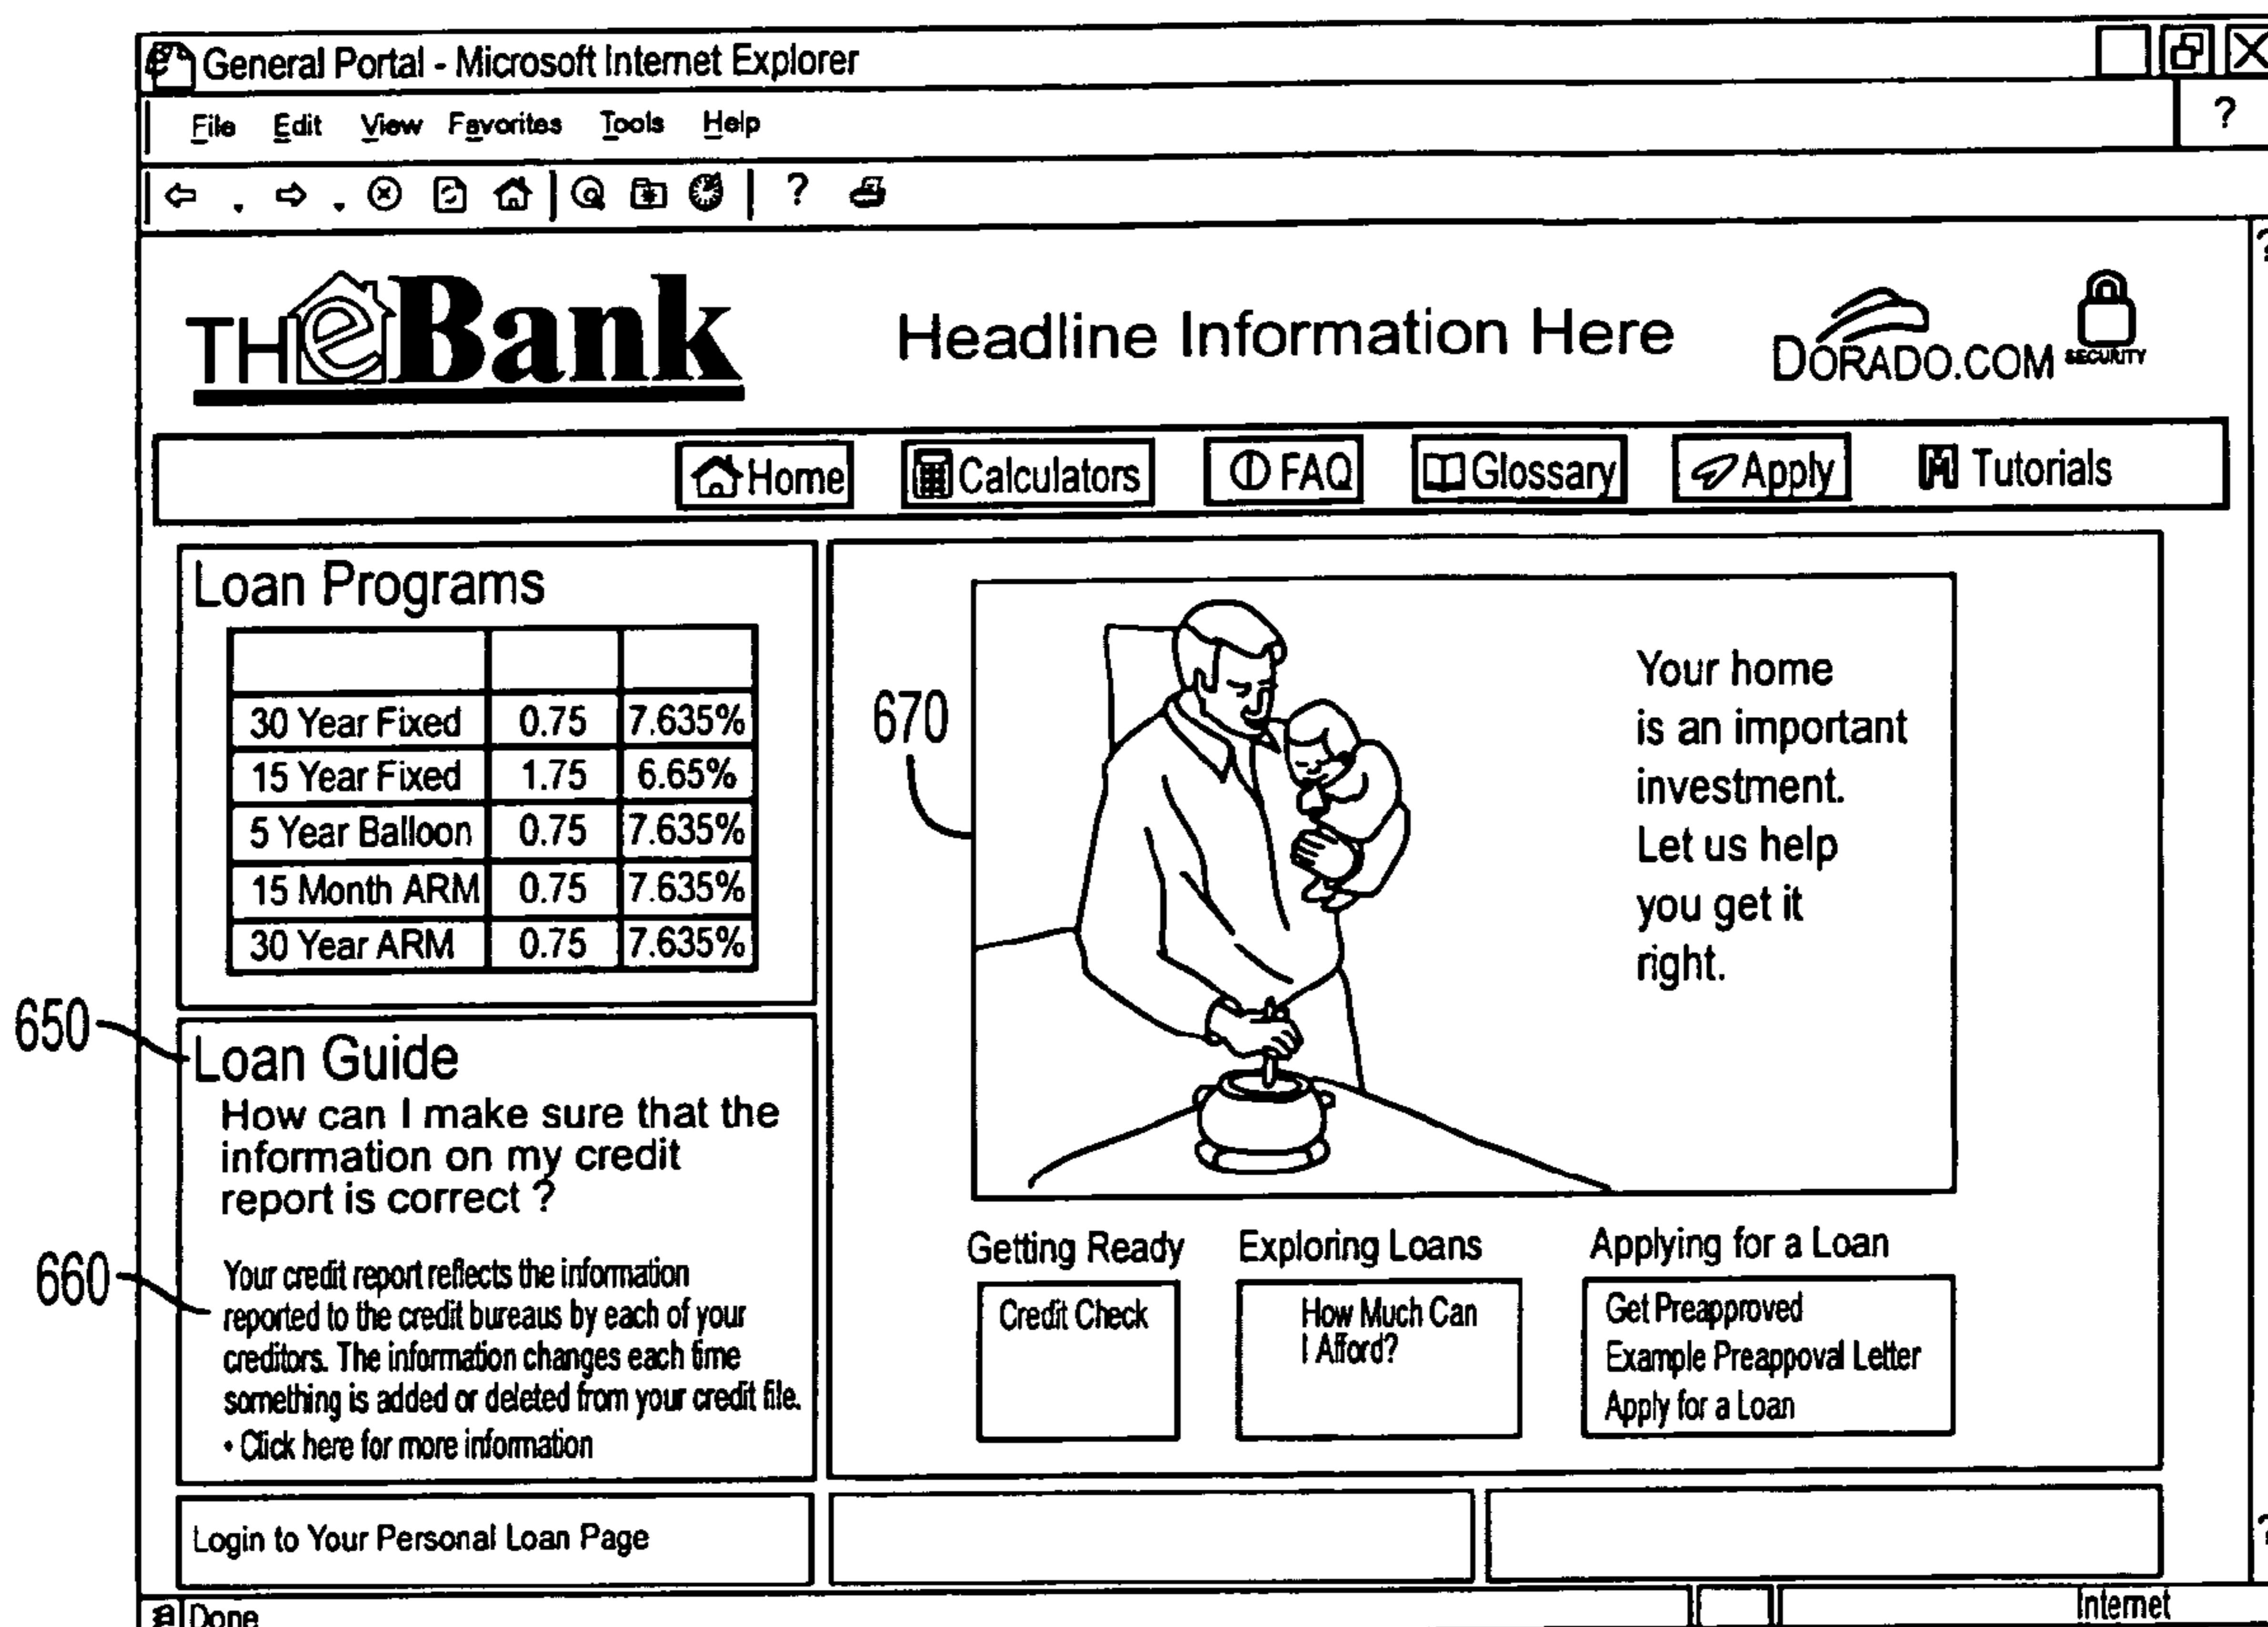 General Portal - Microsoft Internet Explorer
?
File Edit View Favorites Tools Help
?
THeBank
Headline Information Here
DORADO.COM
SECURITY
Home Calculators FAQ Glossary Apply Tutorials
Loan Programs
30 Year Fixed 0.75 7.635%
15 Year Fixed 1.75 6.65%
5 Year Balloon 0.75 7.635%
15 Month ARM 0.75 7.635%
30 Year ARM 0.75 7.635%
650
Loan Guide
How can I make sure that the
information on my credit
report is correct ?
660
Your credit report reflects the information
reported to the credit bureaus by each of your
creditors. The information changes each time
something is added or deleted from your credit file.
• Click here for more information
670
Your home
is an important
investment.
Let us help
you get it
right.
Getting Ready
Credit Check
Exploring Loans
How Much Can
I Afford?
Applying for a Loan
Get Preapproved
Example Preappoval Letter
Apply for a Loan
Login to Your Personal Loan Page
Done
Internet